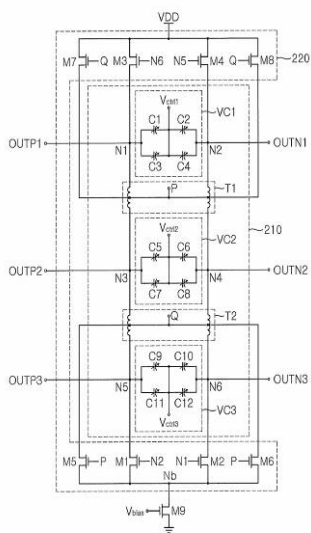 VDD
220
M7 Q M3 N6 N5 M4 Q M8
Vctrl1
VC1
C1 C2
OUTP1 OUTN1
N1 N2
C3 C4
P T1
210
Vctrl2
VC2
C5 C6
OUTP2 OUTN2
N3 N4
C7 C8
Q T2
C9 C10
OUTP3 OUTN3
N5 N6
C11 C12
VC3
Vctrl3
M5 P M1 N2 N1 M2 P M6
Nb
Vbias M9